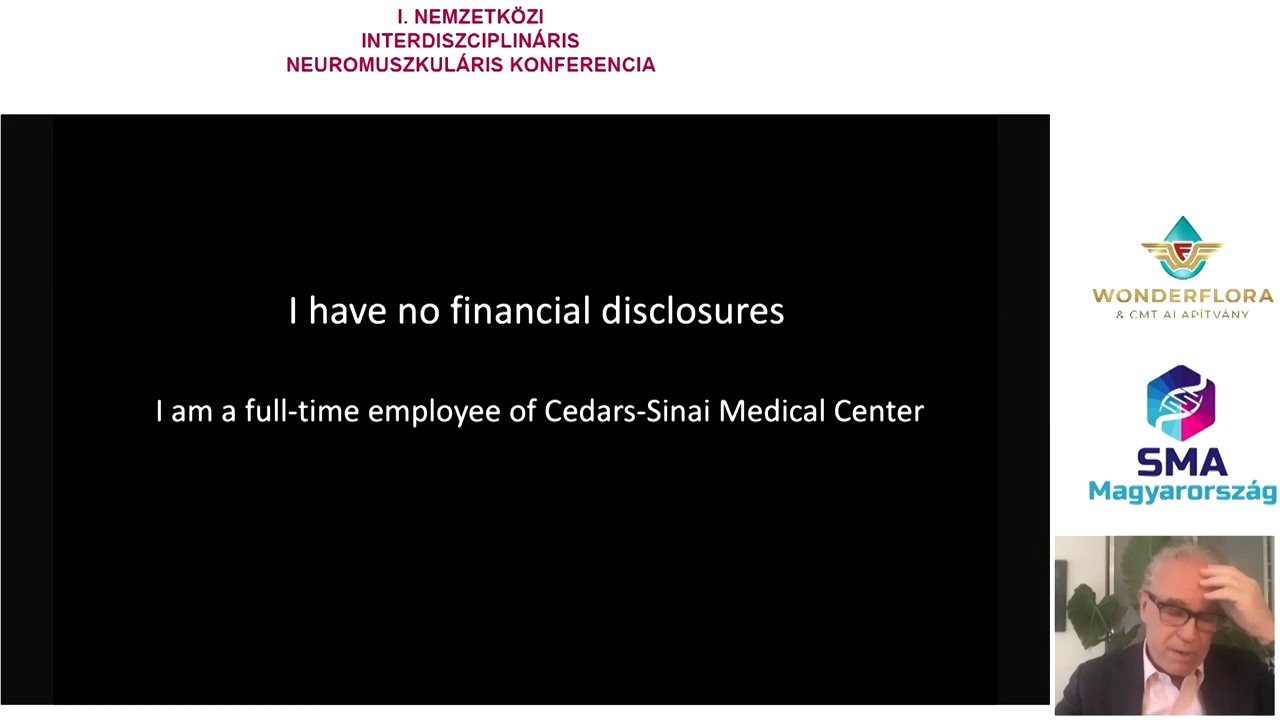 I. NEMZETKÖZI
INTERDISZCIPLINÁRIS
NEUROMUSZKULÁRIS KONFERENCIA
I have no financial disclosures
I am a full-time employee of Cedars-Sinai Medical Center
WONDERFLORA
& CMT ALAPÍTVÁNY
SMA
Magyarország